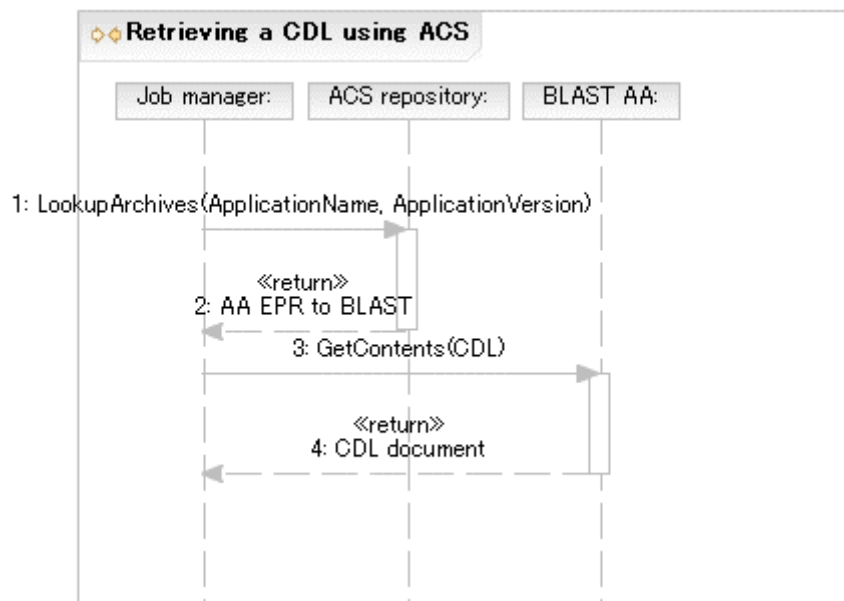 Retrieving a CDL using ACS
Job manager:
ACS repository:
BLAST AA:
1: LookupArchives(ApplicationName, ApplicationVersion)
≪return≫
2: AA EPR to BLAST
3: GetContents(CDL)
≪return≫
4: CDL document